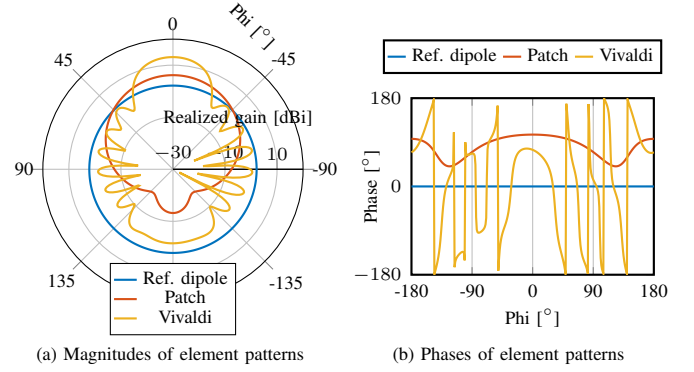 0
Phi [°]
45
-45
Realized gain [dBi]
90
−30
-10
10
-90
135
-135
Ref. dipole
Patch
Vivaldi
(a) Magnitudes of element patterns
Ref. dipole Patch Vivaldi
180
0
−180
Phase [°]
-180 -90 0 90 180
Phi [°]
(b) Phases of element patterns